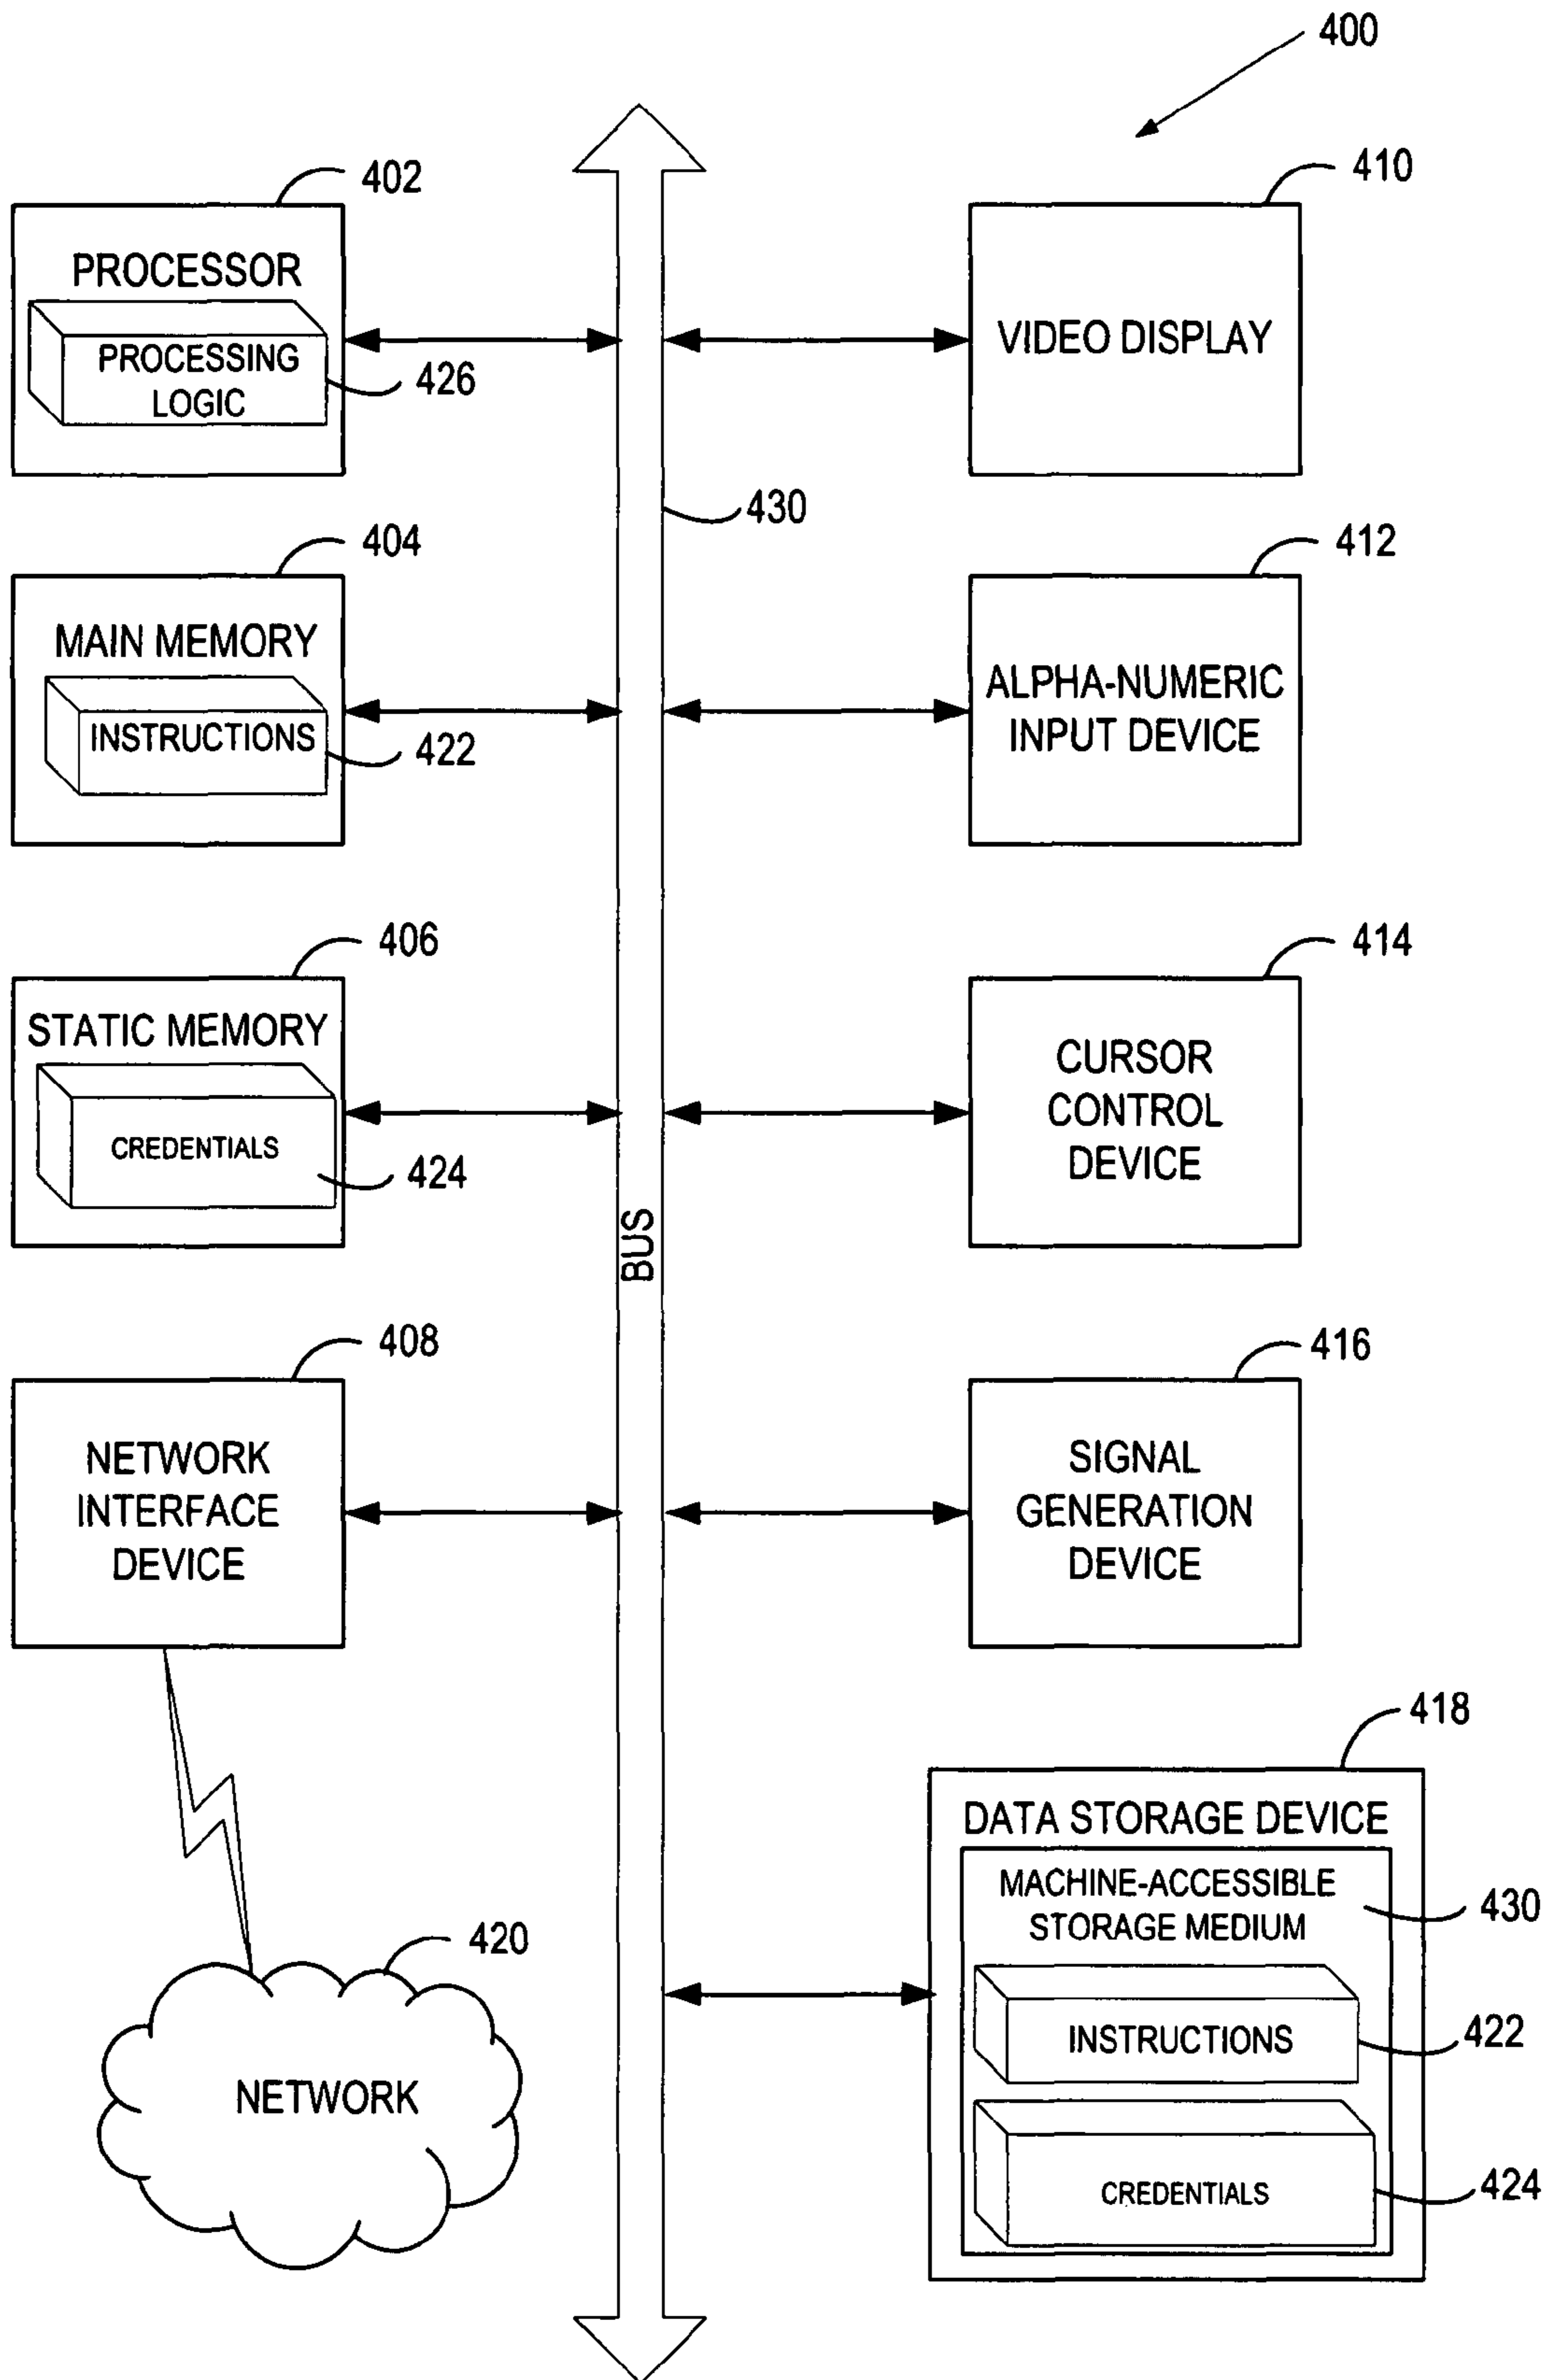 400
402
PROCESSOR
PROCESSING
LOGIC
426
410
VIDEO DISPLAY
430
404
MAIN MEMORY
INSTRUCTIONS
422
412
ALPHA-NUMERIC
INPUT DEVICE
406
STATIC MEMORY
CREDENTIALS
424
414
CURSOR
CONTROL
DEVICE
BUS
408
NETWORK
INTERFACE
DEVICE
416
SIGNAL
GENERATION
DEVICE
420
NETWORK
418
DATA STORAGE DEVICE
MACHINE-ACCESSIBLE
STORAGE MEDIUM
430
INSTRUCTIONS
422
CREDENTIALS
424